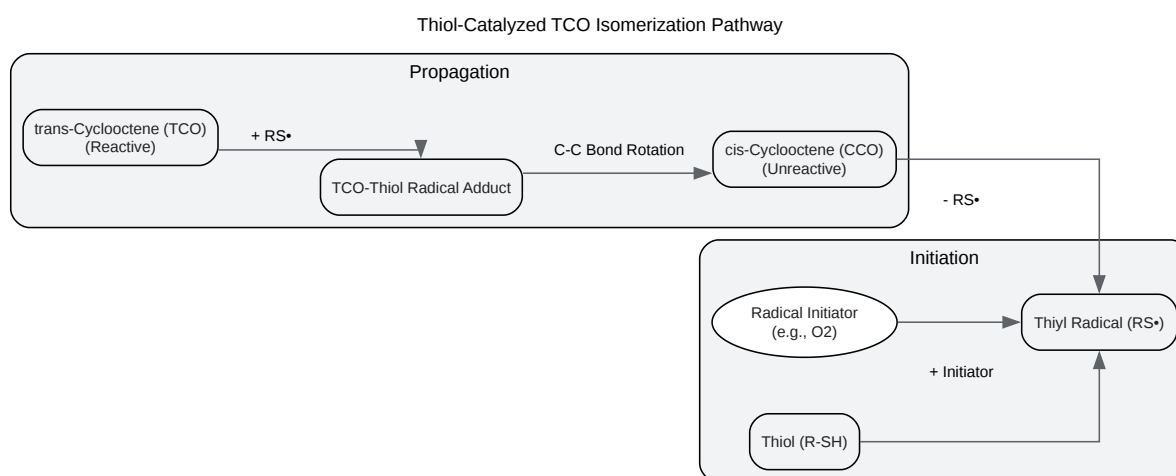 Thiol-Catalyzed TCO Isomerization Pathway
Propagation
trans-Cyclooctene (TCO)
(Reactive)
+ RS•
TCO-Thiol Radical Adduct
C-C Bond Rotation
cis-Cyclooctene (CCO)
(Unreactive)
- RS•
Initiation
Radical Initiator
(e.g., O2)
Thiyl Radical (RS•)
+ Initiator
Thiol (R-SH)